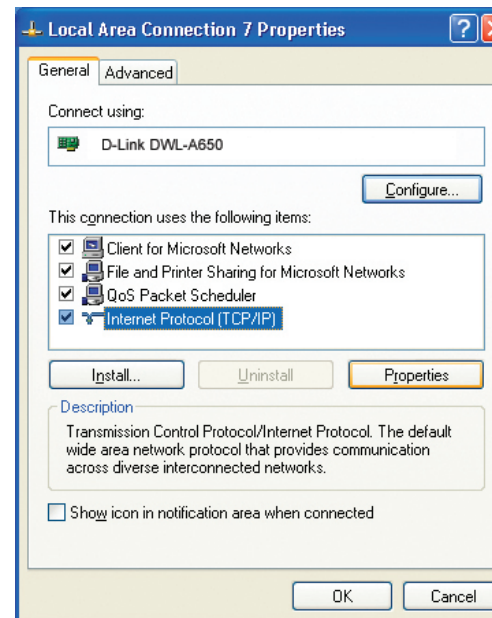 Local Area Connection 7 Properties
General Advanced
Connect using:
D-Link DWL-A650
Configure...
This connection uses the following items:
Client for Microsoft Networks
File and Printer Sharing for Microsoft Networks
QoS Packet Scheduler
Internet Protocol (TCP/IP)
Install... Uninstall Properties
Description
Transmission Control Protocol/Internet Protocol. The default
wide area network protocol that provides communication
across diverse interconnected networks.
Show icon in notification area when connected
OK Cancel